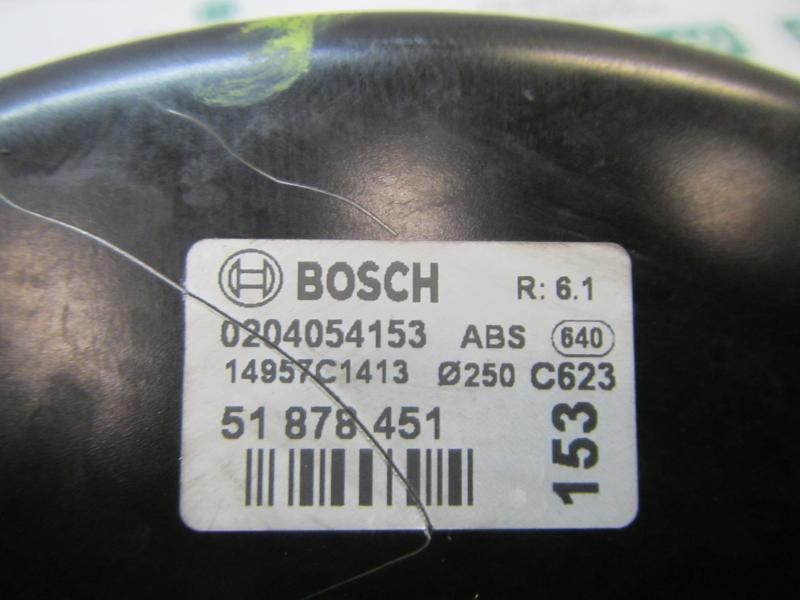 BOSCH R: 6.1
0204054153 ABS 640
14957C1413 Ø250 C623
51 878 451
153